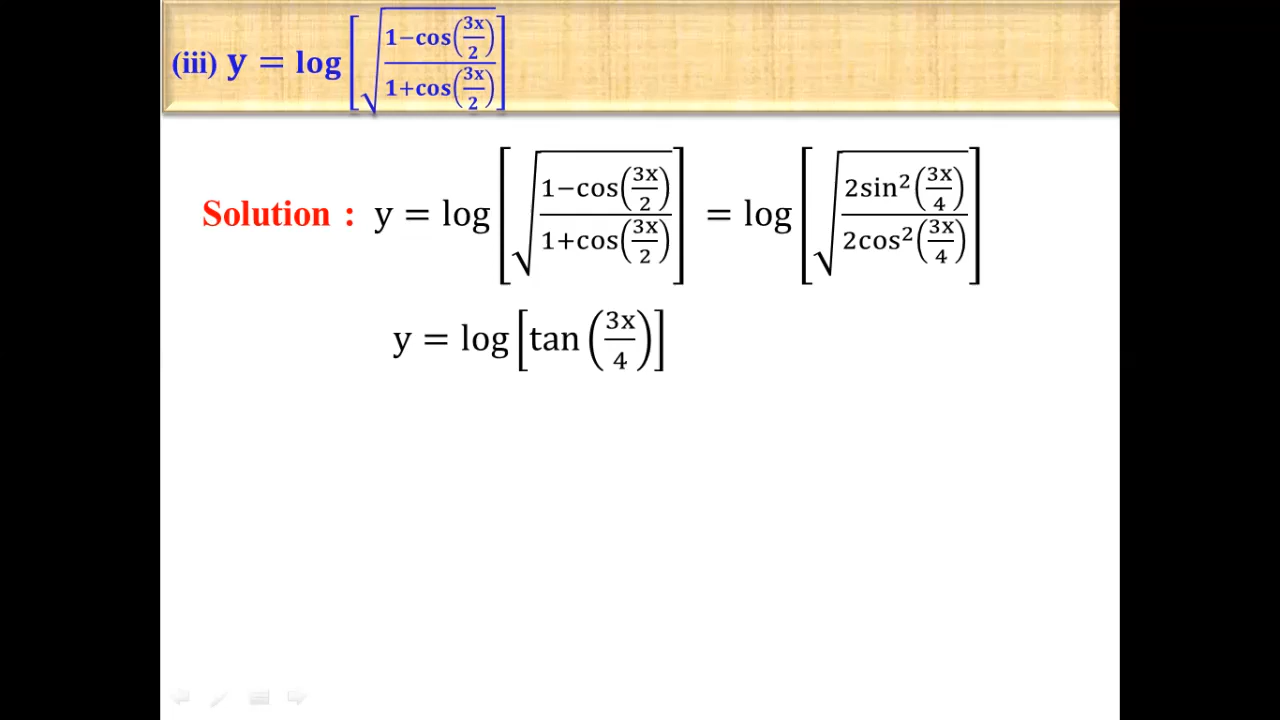 (iii) y = log [√((1−cos(3x/2))/(1+cos(3x/2)))]
Solution : y = log [√((1−cos(3x/2))/(1+cos(3x/2)))] = log [√((2sin²(3x/4))/(2cos²(3x/4)))]
y = log [tan (3x/4)]